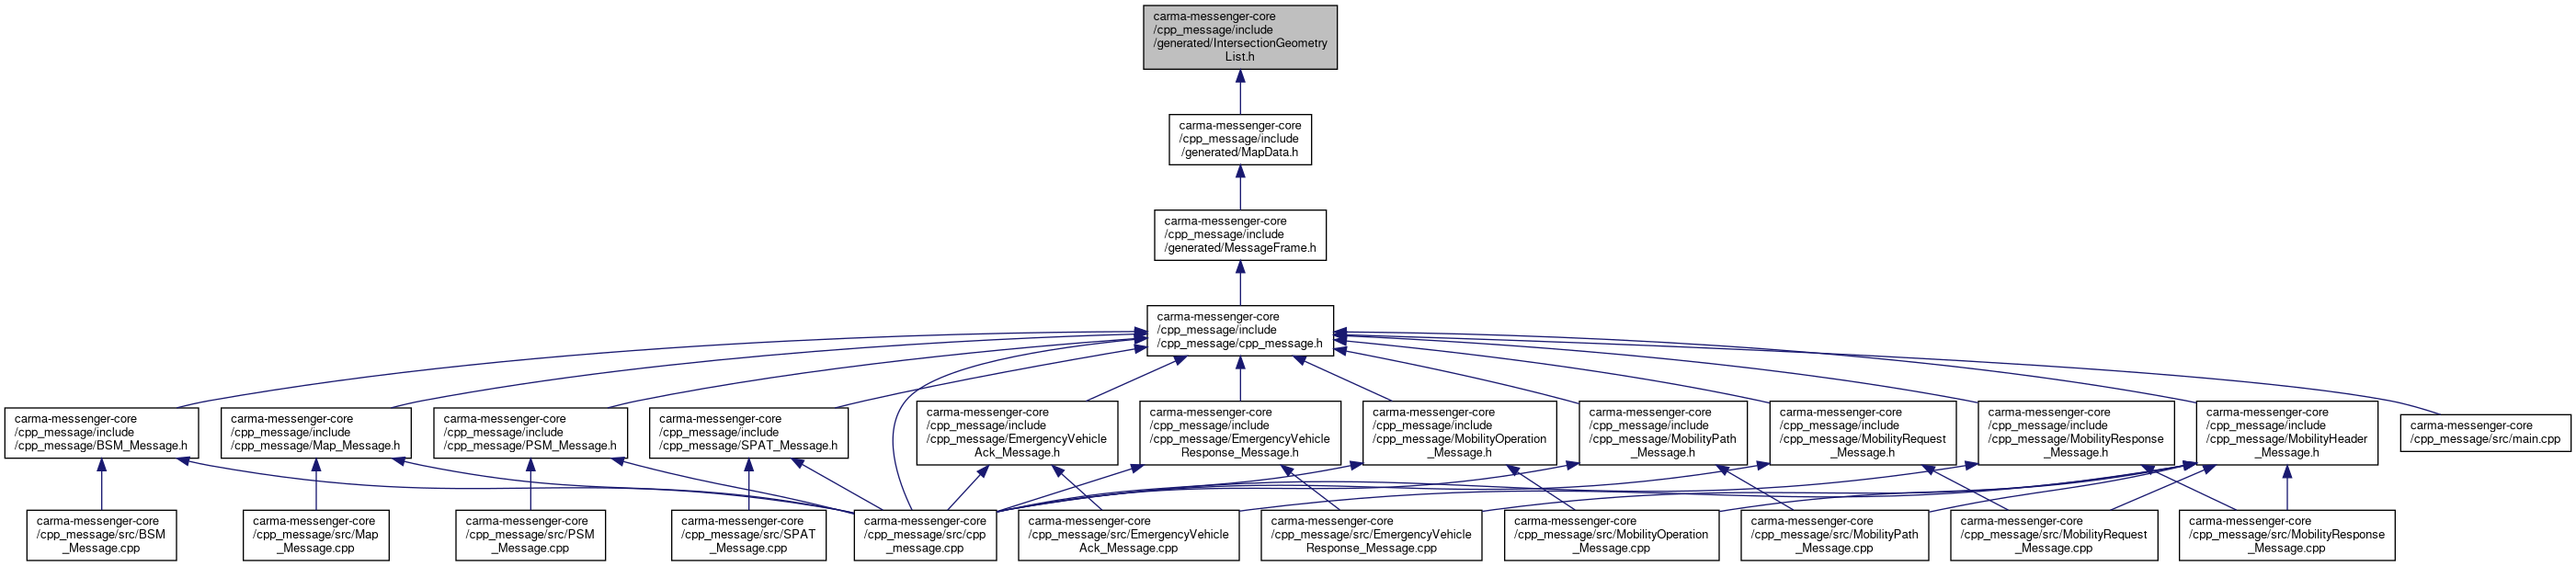 carma-messenger-core
/cpp_message/include
/generated/IntersectionGeometry
List.h
carma-messenger-core
/cpp_message/include
/generated/MapData.h
carma-messenger-core
/cpp_message/include
/generated/MessageFrame.h
carma-messenger-core
/cpp_message/include
/cpp_message/cpp_message.h
carma-messenger-core
/cpp_message/include
/cpp_message/BSM_Message.h
carma-messenger-core
/cpp_message/include
/cpp_message/Map_Message.h
carma-messenger-core
/cpp_message/include
/cpp_message/PSM_Message.h
carma-messenger-core
/cpp_message/include
/cpp_message/SPAT_Message.h
carma-messenger-core
/cpp_message/include
/cpp_message/EmergencyVehicle
Ack_Message.h
carma-messenger-core
/cpp_message/include
/cpp_message/EmergencyVehicle
Response_Message.h
carma-messenger-core
/cpp_message/include
/cpp_message/MobilityOperation
_Message.h
carma-messenger-core
/cpp_message/include
/cpp_message/MobilityPath
_Message.h
carma-messenger-core
/cpp_message/include
/cpp_message/MobilityRequest
_Message.h
carma-messenger-core
/cpp_message/include
/cpp_message/MobilityResponse
_Message.h
carma-messenger-core
/cpp_message/include
/cpp_message/MobilityHeader
_Message.h
carma-messenger-core
/cpp_message/src/main.cpp
carma-messenger-core
/cpp_message/src/BSM
_Message.cpp
carma-messenger-core
/cpp_message/src/Map
_Message.cpp
carma-messenger-core
/cpp_message/src/PSM
_Message.cpp
carma-messenger-core
/cpp_message/src/SPAT
_Message.cpp
carma-messenger-core
/cpp_message/src/cpp
_message.cpp
carma-messenger-core
/cpp_message/src/EmergencyVehicle
Ack_Message.cpp
carma-messenger-core
/cpp_message/src/EmergencyVehicle
Response_Message.cpp
carma-messenger-core
/cpp_message/src/MobilityOperation
_Message.cpp
carma-messenger-core
/cpp_message/src/MobilityPath
_Message.cpp
carma-messenger-core
/cpp_message/src/MobilityRequest
_Message.cpp
carma-messenger-core
/cpp_message/src/MobilityResponse
_Message.cpp